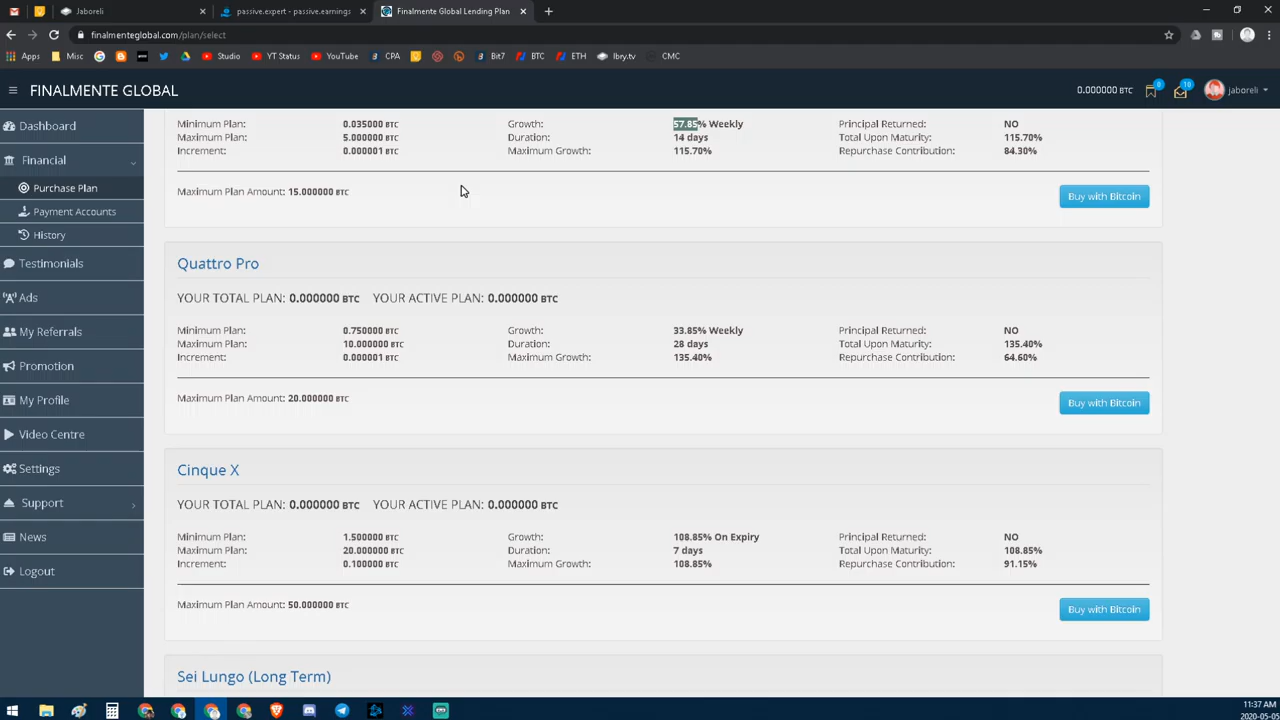 Jaboreli
passive.expert - passive.earnings
Finalmente Global Lending Plan
finalmenteglobal.com/plan/select
Apps Misc Studio YT Status YouTube CPA Bit7 BTC ETH lbry.tv CMC
FINALMENTE GLOBAL
0.000000 BTC 0 10 jaboreli
Dashboard
Financial
Purchase Plan
Payment Accounts
History
Testimonials
Ads
My Referrals
Promotion
My Profile
Video Centre
Settings
Support
News
Logout
Minimum Plan: 0.035000 BTC Growth: 57.85% Weekly Principal Returned: NO
Maximum Plan: 5.000000 BTC Duration: 14 days Total Upon Maturity: 115.70%
Increment: 0.000001 BTC Maximum Growth: 115.70% Repurchase Contribution: 84.30%
Maximum Plan Amount: 15.000000 BTC Buy with Bitcoin
Quattro Pro
YOUR TOTAL PLAN: 0.000000 BTC YOUR ACTIVE PLAN: 0.000000 BTC
Minimum Plan: 0.750000 BTC Growth: 33.85% Weekly Principal Returned: NO
Maximum Plan: 10.000000 BTC Duration: 28 days Total Upon Maturity: 135.40%
Increment: 0.000001 BTC Maximum Growth: 135.40% Repurchase Contribution: 64.60%
Maximum Plan Amount: 20.000000 BTC Buy with Bitcoin
Cinque X
YOUR TOTAL PLAN: 0.000000 BTC YOUR ACTIVE PLAN: 0.000000 BTC
Minimum Plan: 1.500000 BTC Growth: 108.85% On Expiry Principal Returned: NO
Maximum Plan: 20.000000 BTC Duration: 7 days Total Upon Maturity: 108.85%
Increment: 0.100000 BTC Maximum Growth: 108.85% Repurchase Contribution: 91.15%
Maximum Plan Amount: 50.000000 BTC Buy with Bitcoin
Sei Lungo (Long Term)
11:37 AM
2020-05-05